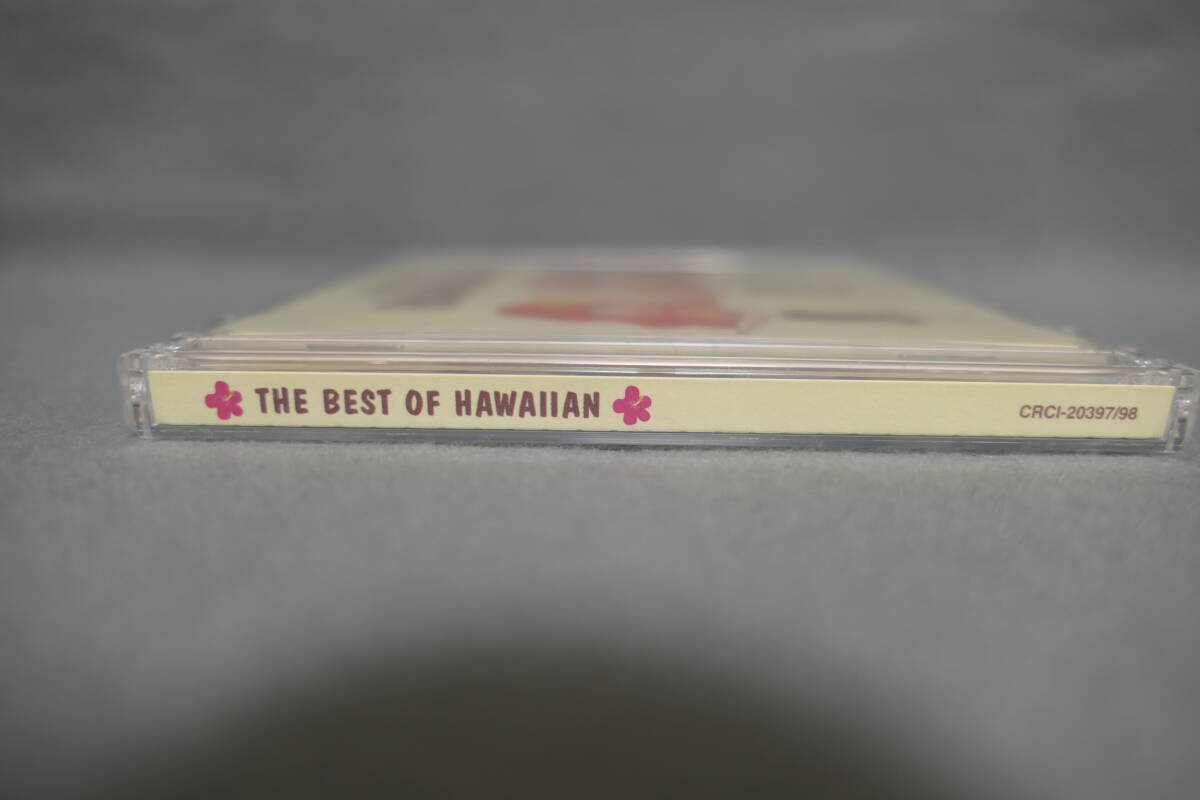 THE BEST OF HAWAIIAN
CRCI-20397/98